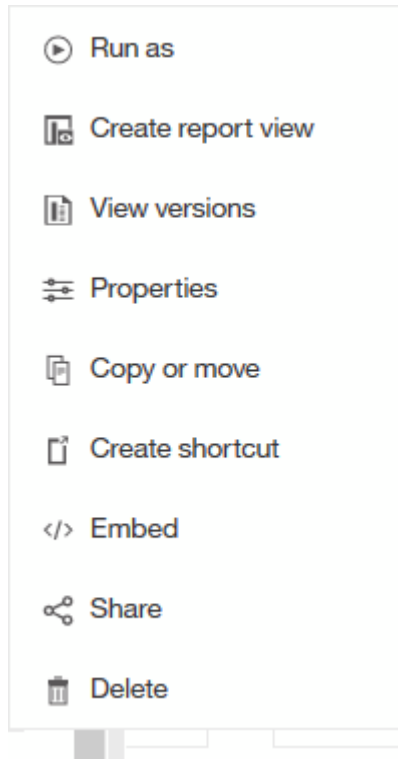 Run as
Create report view
View versions
Properties
Copy or move
Create shortcut
Embed
Share
Delete